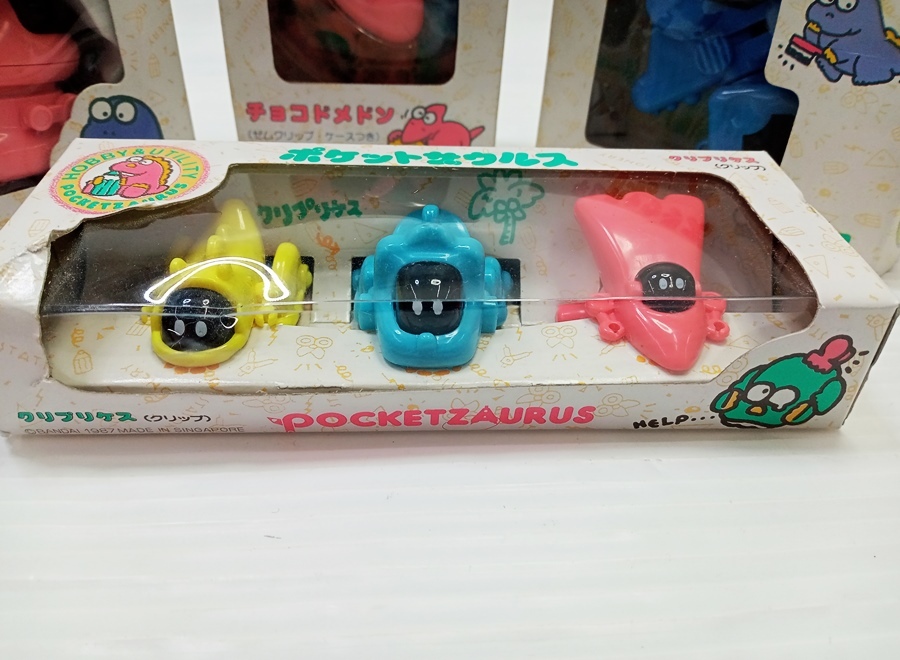 チョコドメドン
(ゼムクリップ・ケースつき)
HOBBY & UTILITY
POCKETZAURUS
ポケットザウルス
クリプリケス
(クリップ)
クリプリケス
クリプリケス (クリップ)
©BANDAI 1987 MADE IN SINGAPORE
POCKETZAURUS
HELP...